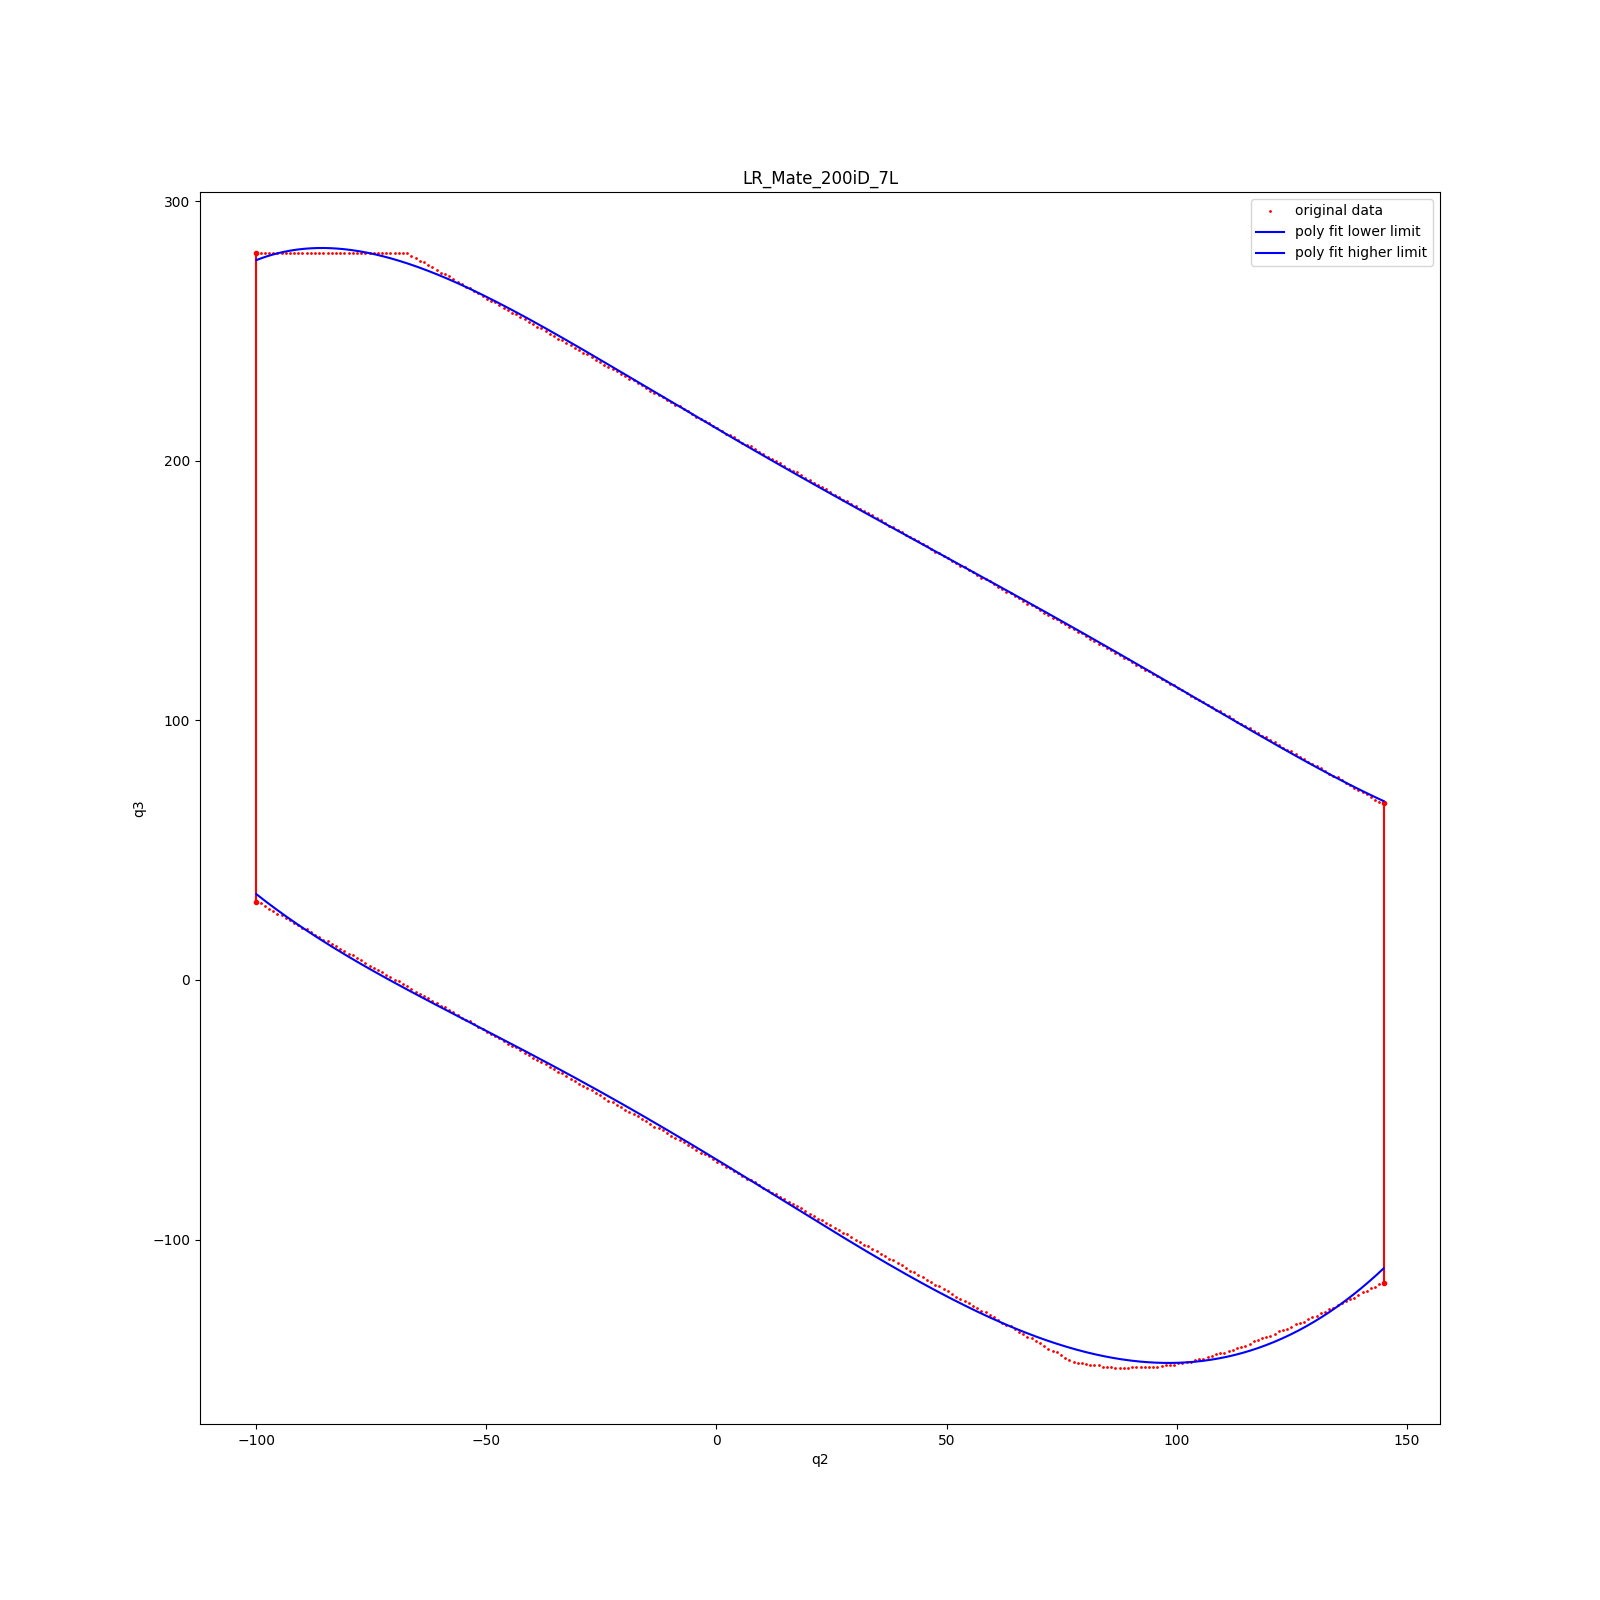 LR_Mate_200iD_7L
original data
poly fit lower limit
poly fit higher limit
300
200
100
0
−100
q3
−100
−50
0
50
100
150
q2